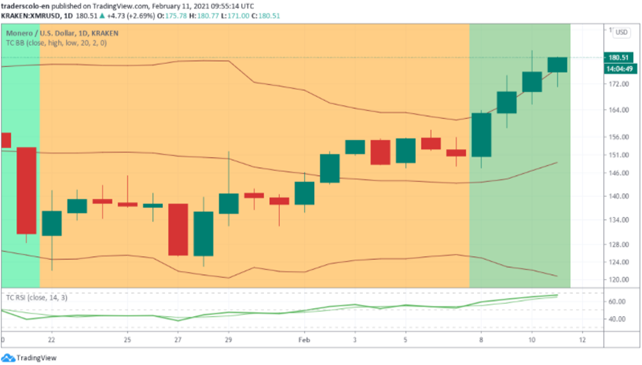 traderscolo-en published on TradingView.com, February 11, 2021 09:55:14 UTC
KRAKEN:XMRUSD, 1D 180.51 ▲ +4.73 (+2.69%) O:175.78 H:180.77 L:171.00 C:180.51
Monero / U.S. Dollar, 1D, KRAKEN
TC BB (close, high, low, 20, 2, 0)
USD
180.51
14:04:49
172.00
164.00
156.00
151.00
146.00
140.00
134.00
128.00
124.00
120.00
TC RSI (close, 14, 3)
60.00
40.00
22 25 27 29 Feb 3 5 8 10 12
TradingView